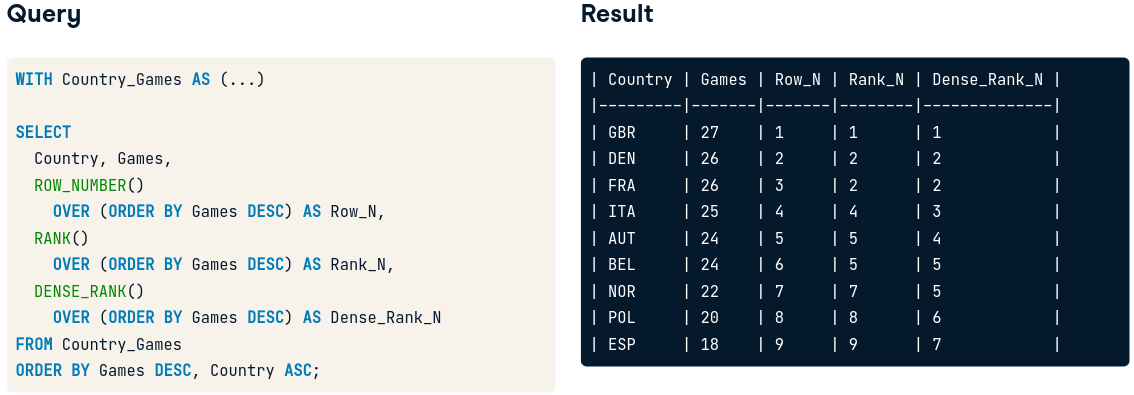 Query
WITH Country_Games AS (...)
SELECT
Country, Games,
ROW_NUMBER()
OVER (ORDER BY Games DESC) AS Row_N,
RANK()
OVER (ORDER BY Games DESC) AS Rank_N,
DENSE_RANK()
OVER (ORDER BY Games DESC) AS Dense_Rank_N
FROM Country_Games
ORDER BY Games DESC, Country ASC;
Result
| Country | Games | Row_N | Rank_N | Dense_Rank_N |
|---------|-------|-------|--------|--------------|
| GBR     | 27    | 1     | 1      | 1            |
| DEN     | 26    | 2     | 2      | 2            |
| FRA     | 26    | 3     | 2      | 2            |
| ITA     | 25    | 4     | 4      | 3            |
| AUT     | 24    | 5     | 5      | 4            |
| BEL     | 24    | 6     | 5      | 5            |
| NOR     | 22    | 7     | 7      | 5            |
| POL     | 20    | 8     | 8      | 6            |
| ESP     | 18    | 9     | 9      | 7            |